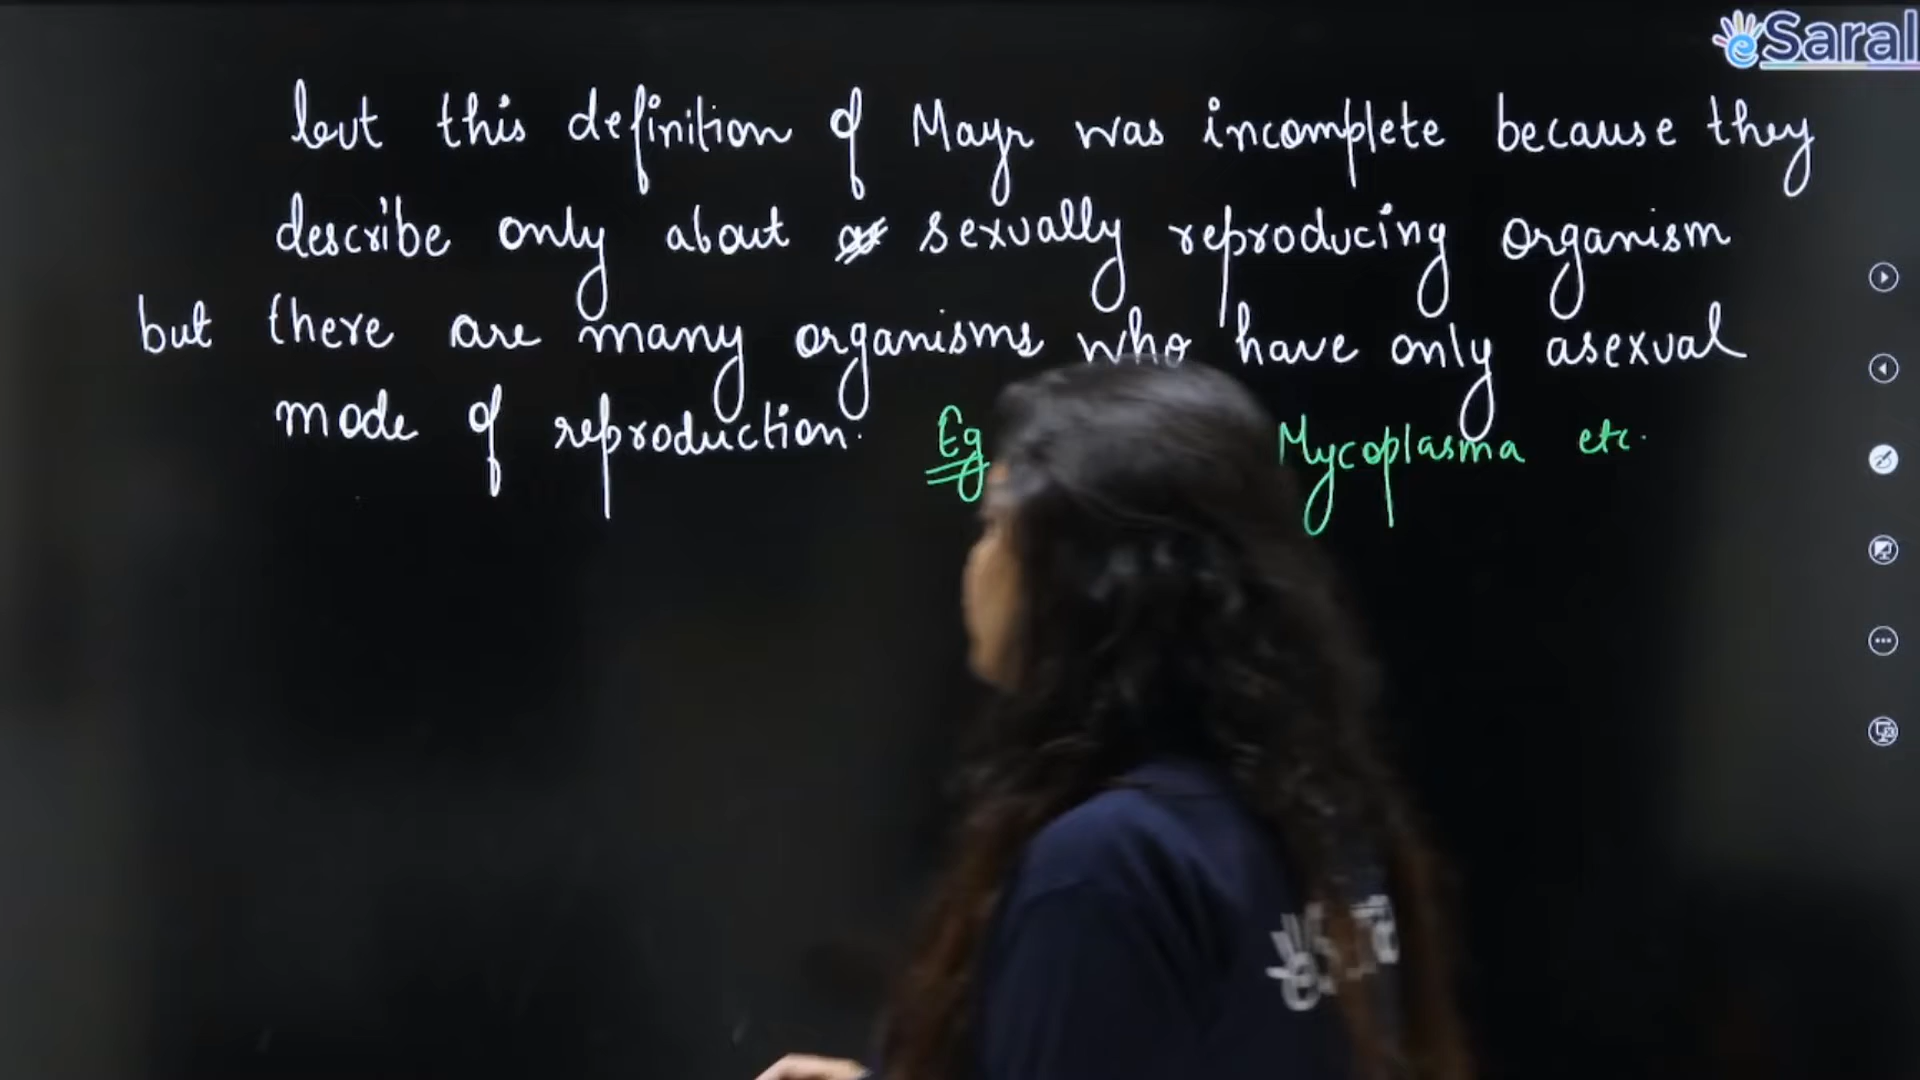 eSaral
but this definition of Mayr was incomplete because they
describe only about sexually reproducing organism
but there are many organisms who have only asexual
mode of reproduction. Eg Mycoplasma etc.